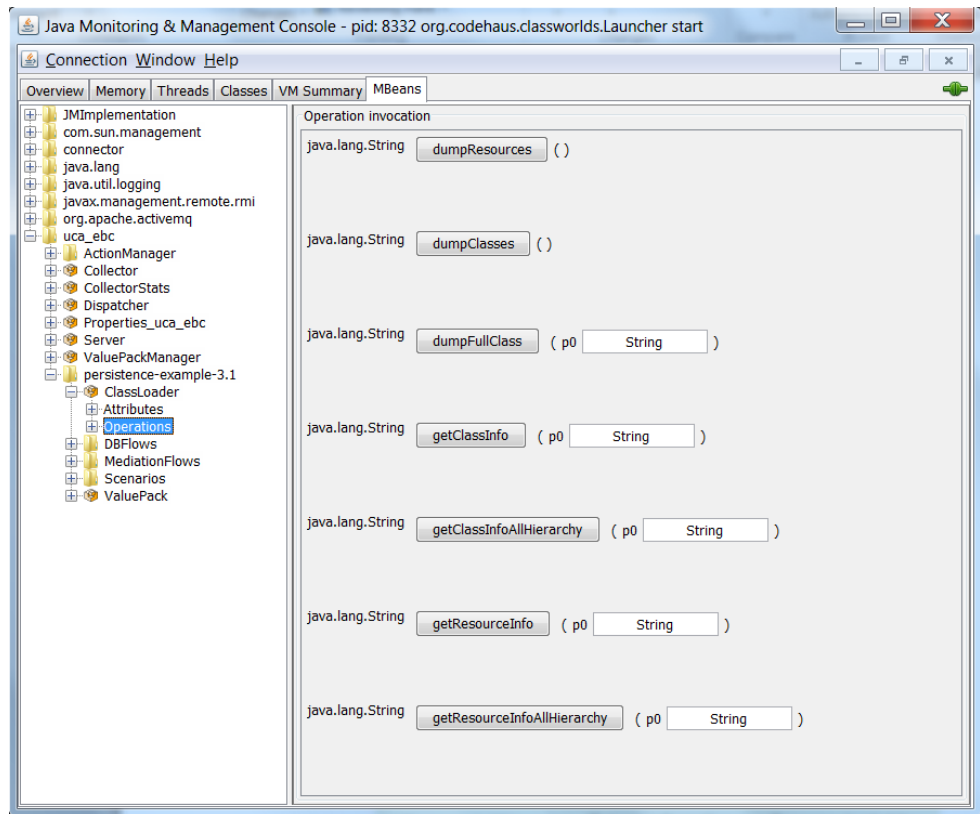 Java Monitoring & Management Console - pid: 8332 org.codehaus.classworlds.Launcher start
Connection Window Help
Overview Memory Threads Classes VM Summary MBeans
JMImplementation
com.sun.management
connector
java.lang
java.util.logging
javax.management.remote.rmi
org.apache.activemq
uca_ebc
ActionManager
Collector
CollectorStats
Dispatcher
Properties_uca_ebc
Server
ValuePackManager
persistence-example-3.1
ClassLoader
Attributes
Operations
DBFlows
MediationFlows
Scenarios
ValuePack
Operation invocation
java.lang.String dumpResources ( )
java.lang.String dumpClasses ( )
java.lang.String dumpFullClass ( p0 String )
java.lang.String getClassInfo ( p0 String )
java.lang.String getClassInfoAllHierarchy ( p0 String )
java.lang.String getResourceInfo ( p0 String )
java.lang.String getResourceInfoAllHierarchy ( p0 String )